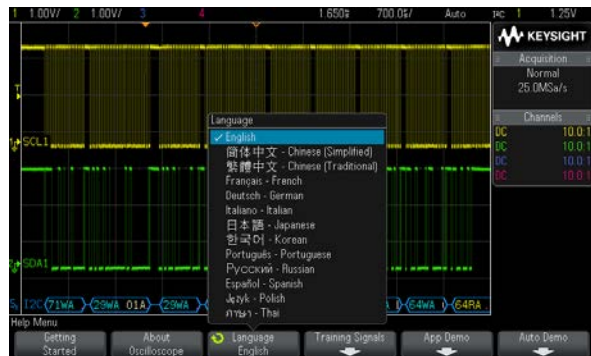 1 1.00V/ 2 1.00V/ 3 4 1.650s 700.0s/ Auto IIC 1 1.25V
KEYSIGHT
Acquisition
Normal
25.0MSa/s
Channels
DC 10.0:1
DC 10.0:1
DC 10.0:1
DC 10.0:1
T
SCL1
SDA1
Language
English
简体中文 - Chinese (Simplified)
繁體中文 - Chinese (Traditional)
Français - French
Deutsch - German
Italiano - Italian
日本語 - Japanese
한국어 - Korean
Português - Portuguese
Русский - Russian
Español - Spanish
Język - Polish
ภาษา - Thai
S1 I2C 71WA 29WA 01A 29WA 64WA 64RA
Help Menu
Getting Started
About Oscilloscope
Language English
Training Signals
App Demo
Auto Demo